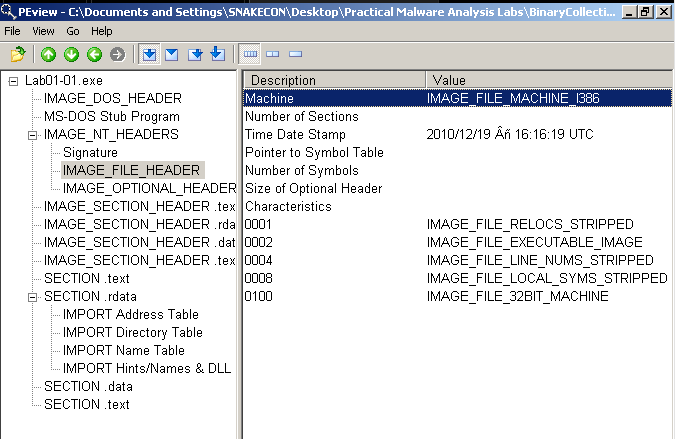 PEview - C:\Documents and Settings\SNAKECON\Desktop\Practical Malware Analysis Labs\BinaryCollecti...
File View Go Help
Lab01-01.exe
IMAGE_DOS_HEADER
MS-DOS Stub Program
IMAGE_NT_HEADERS
Signature
IMAGE_FILE_HEADER
IMAGE_OPTIONAL_HEADER
IMAGE_SECTION_HEADER .tex
IMAGE_SECTION_HEADER .rda
IMAGE_SECTION_HEADER .dat
IMAGE_SECTION_HEADER .tex
SECTION .text
SECTION .rdata
IMPORT Address Table
IMPORT Directory Table
IMPORT Name Table
IMPORT Hints/Names & DLL
SECTION .data
SECTION .text
Description Value
Machine IMAGE_FILE_MACHINE_I386
Number of Sections
Time Date Stamp 2010/12/19 Âñ 16:16:19 UTC
Pointer to Symbol Table
Number of Symbols
Size of Optional Header
Characteristics
0001 IMAGE_FILE_RELOCS_STRIPPED
0002 IMAGE_FILE_EXECUTABLE_IMAGE
0004 IMAGE_FILE_LINE_NUMS_STRIPPED
0008 IMAGE_FILE_LOCAL_SYMS_STRIPPED
0100 IMAGE_FILE_32BIT_MACHINE